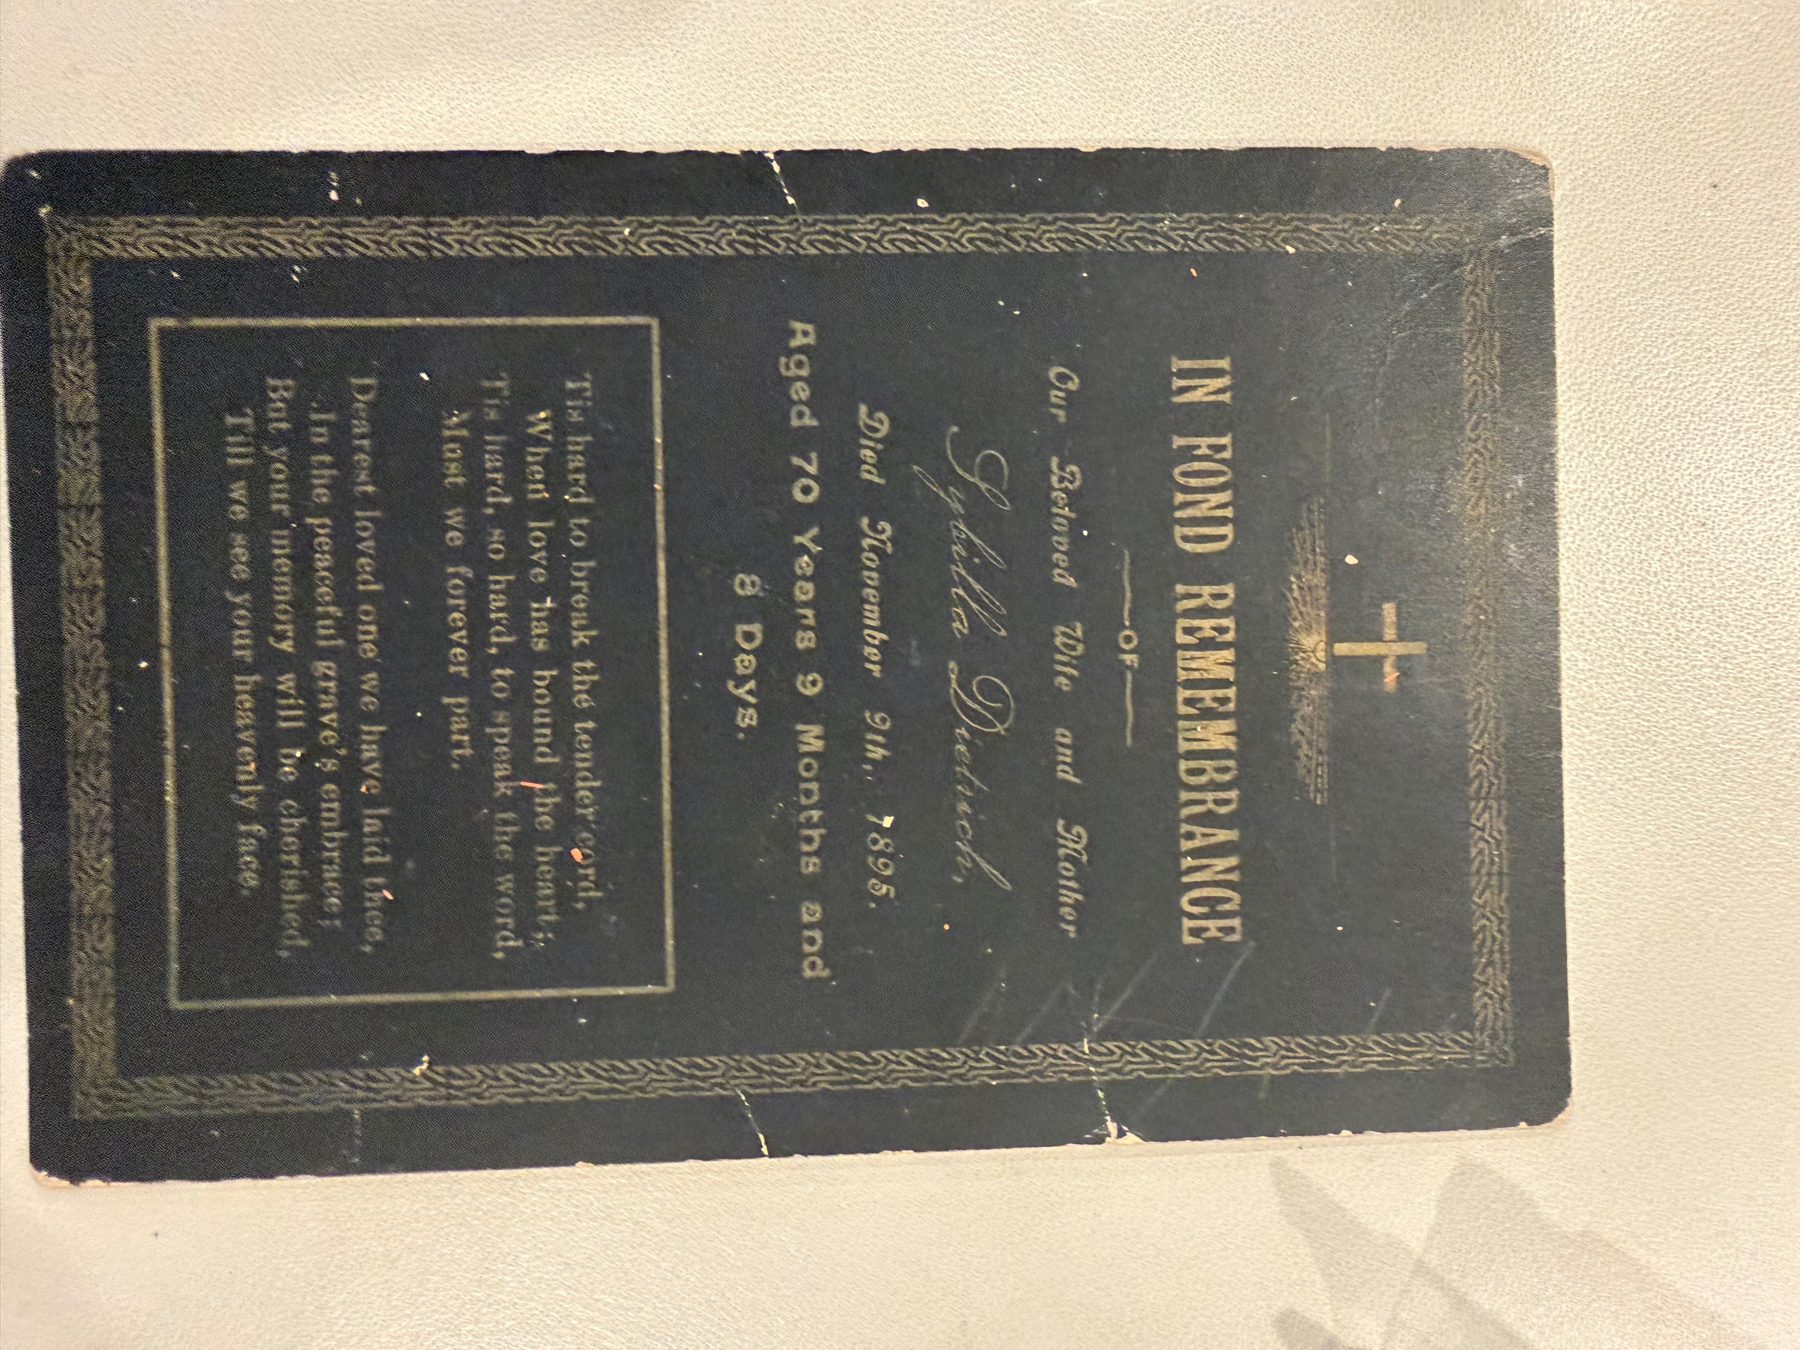 IN FOND REMEMBRANCE
OF
Our Beloved Wife and Mother
Sybilla Dietrich,
Died November 9th, 1895.
Aged 70 Years 9 Months and
8 Days.
Tis hard to break the tender cord,
When love has bound the heart;
Tis hard, so hard, to speak the word,
Must we forever part.
Dearest loved one we have laid thee,
In the peaceful grave's embrace;
But your memory will be cherished,
Till we see your heavenly face.